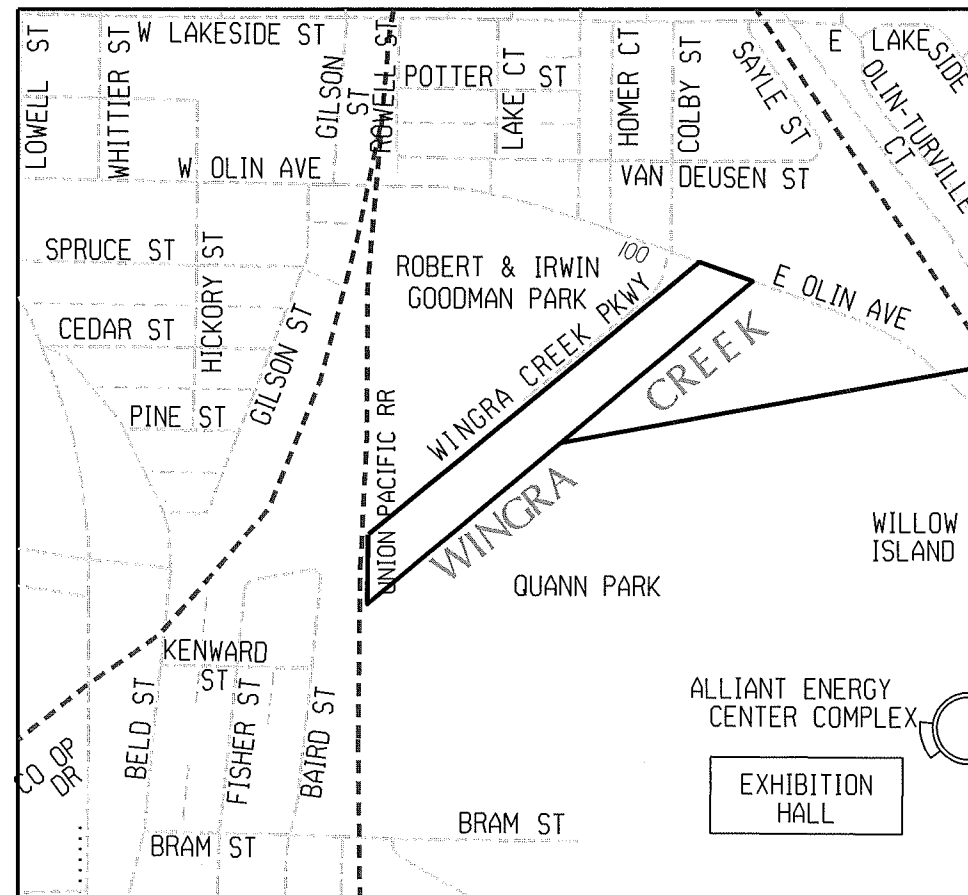 LOWELL ST
WHITTIER ST
W LAKESIDE ST
GILSON
ST
ROWELL ST
POTTER ST
LAKE CT
HOMER CT
COLBY ST
SAYLE ST
E LAKESIDE
OLIN-TURVILLE
CT
W OLIN AVE
VAN DEUSEN ST
SPRUCE ST
HICKORY ST
ROBERT & IRWIN
GOODMAN PARK
100
E OLIN AVE
CEDAR ST
GILSON ST
WINGRA CREEK PKWY
WINGRA CREEK
PINE ST
UNION PACIFIC RR
WILLOW
ISLAND
QUANN PARK
KENWARD
ST
BELD ST
FISHER ST
BAIRD ST
ALLIANT ENERGY
CENTER COMPLEX
CO OP
DR
EXHIBITION
HALL
BRAM ST
BRAM ST